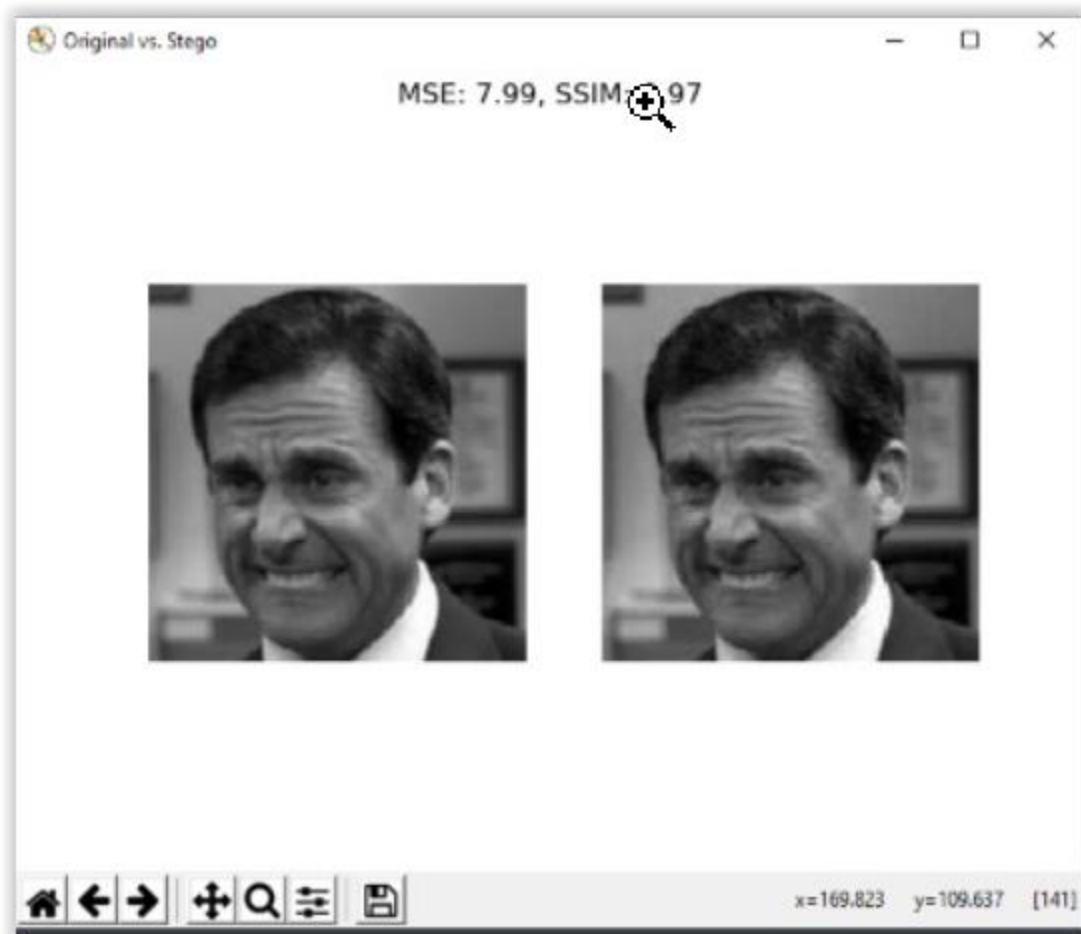 Original vs. Stego
MSE: 7.99, SSIM: 97
x=169.823 y=109.637 [141]